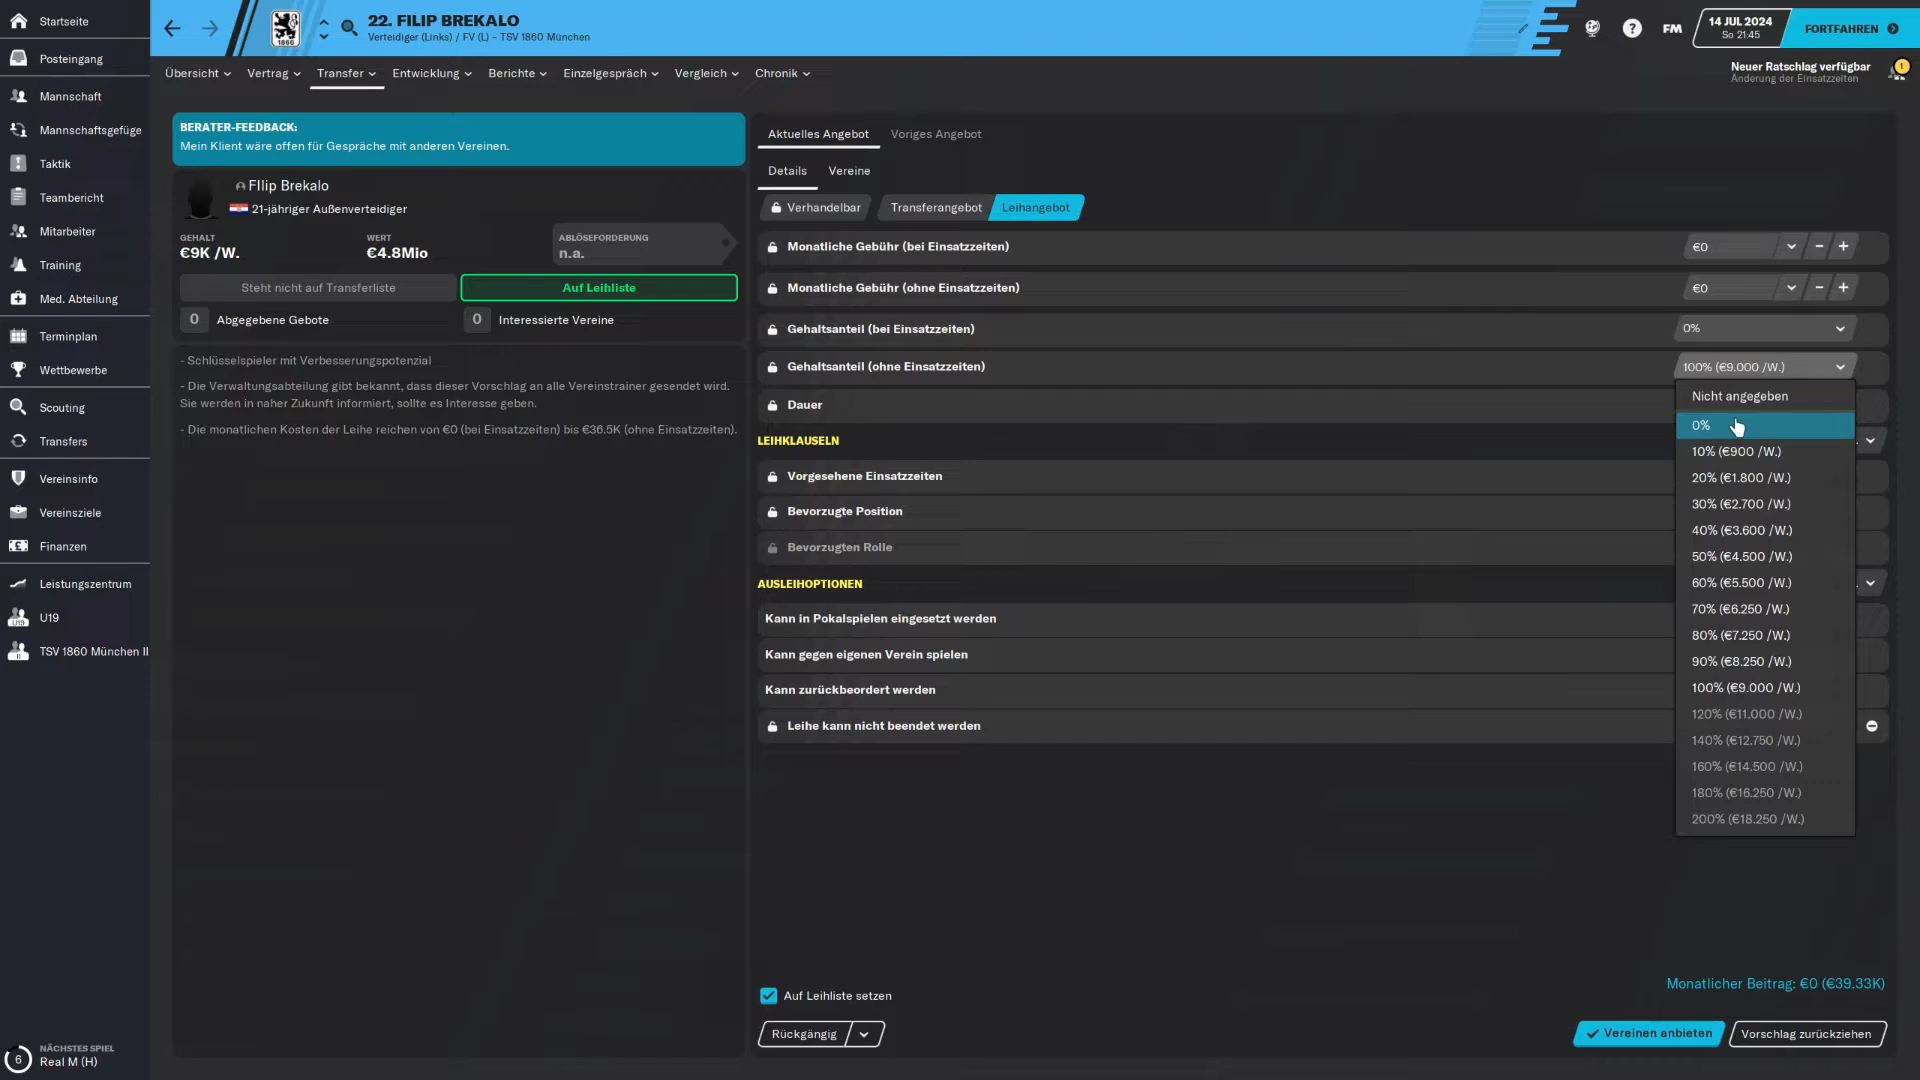 Startseite
Posteingang
Mannschaft
Mannschaftsgefüge
Taktik
Teambericht
Mitarbeiter
Training
Med. Abteilung
Terminplan
Wettbewerbe
Scouting
Transfers
Vereinsinfo
Vereinsziele
Finanzen
Leistungszentrum
U19
U19
II
TSV 1860 München II
6
NÄCHSTES SPIEL
Real M (H)
1860
22. FILIP BREKALO
Verteidiger (Links) / FV (L) - TSV 1860 München
?
FM
14 JUL 2024
So 21:45
FORTFAHREN
Übersicht
Vertrag
Transfer
Entwicklung
Berichte
Einzelgespräch
Vergleich
Chronik
Neuer Ratschlag verfügbar
Änderung der Einsatzzeiten
1
BERATER-FEEDBACK:
Mein Klient wäre offen für Gespräche mit anderen Vereinen.
FIlip Brekalo
21-jähriger Außenverteidiger
GEHALT
€9K /W.
WERT
€4.8Mio
ABLÖSEFORDERUNG
n.a.
Steht nicht auf Transferliste
Auf Leihliste
0 Abgegebene Gebote
0 Interessierte Vereine
- Schlüsselspieler mit Verbesserungspotenzial
- Die Verwaltungsabteilung gibt bekannt, dass dieser Vorschlag an alle Vereinstrainer gesendet wird.
Sie werden in naher Zukunft informiert, sollte es Interesse geben.
- Die monatlichen Kosten der Leihe reichen von €0 (bei Einsatzzeiten) bis €36.5K (ohne Einsatzzeiten).
Aktuelles Angebot
Voriges Angebot
Details
Vereine
Verhandelbar
Transferangebot
Leihangebot
Monatliche Gebühr (bei Einsatzzeiten)
€0
Monatliche Gebühr (ohne Einsatzzeiten)
€0
Gehaltsanteil (bei Einsatzzeiten)
0%
Gehaltsanteil (ohne Einsatzzeiten)
100% (€9.000 /W.)
Dauer
LEIHKLAUSELN
Vorgesehene Einsatzzeiten
Bevorzugte Position
Bevorzugten Rolle
AUSLEIHOPTIONEN
Kann in Pokalspielen eingesetzt werden
Kann gegen eigenen Verein spielen
Kann zurückbeordert werden
Leihe kann nicht beendet werden
Nicht angegeben
0%
10% (€900 /W.)
20% (€1.800 /W.)
30% (€2.700 /W.)
40% (€3.600 /W.)
50% (€4.500 /W.)
60% (€5.500 /W.)
70% (€6.250 /W.)
80% (€7.250 /W.)
90% (€8.250 /W.)
100% (€9.000 /W.)
120% (€11.000 /W.)
140% (€12.750 /W.)
160% (€14.500 /W.)
180% (€16.250 /W.)
200% (€18.250 /W.)
Monatlicher Beitrag: €0 (€39.33K)
Auf Leihliste setzen
Rückgängig
Vereinen anbieten
Vorschlag zurückziehen